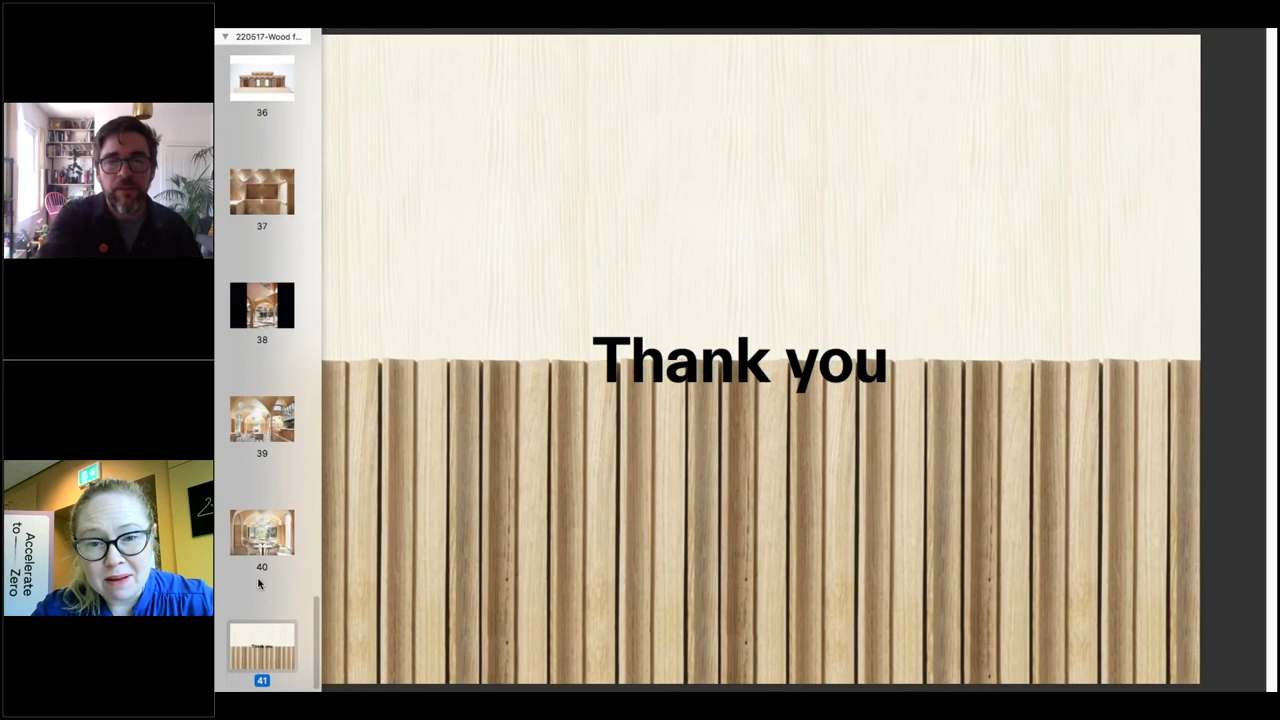 220517-Wood f...
36
37
38
39
40
41
Thank you
Accelerate
to — Zero